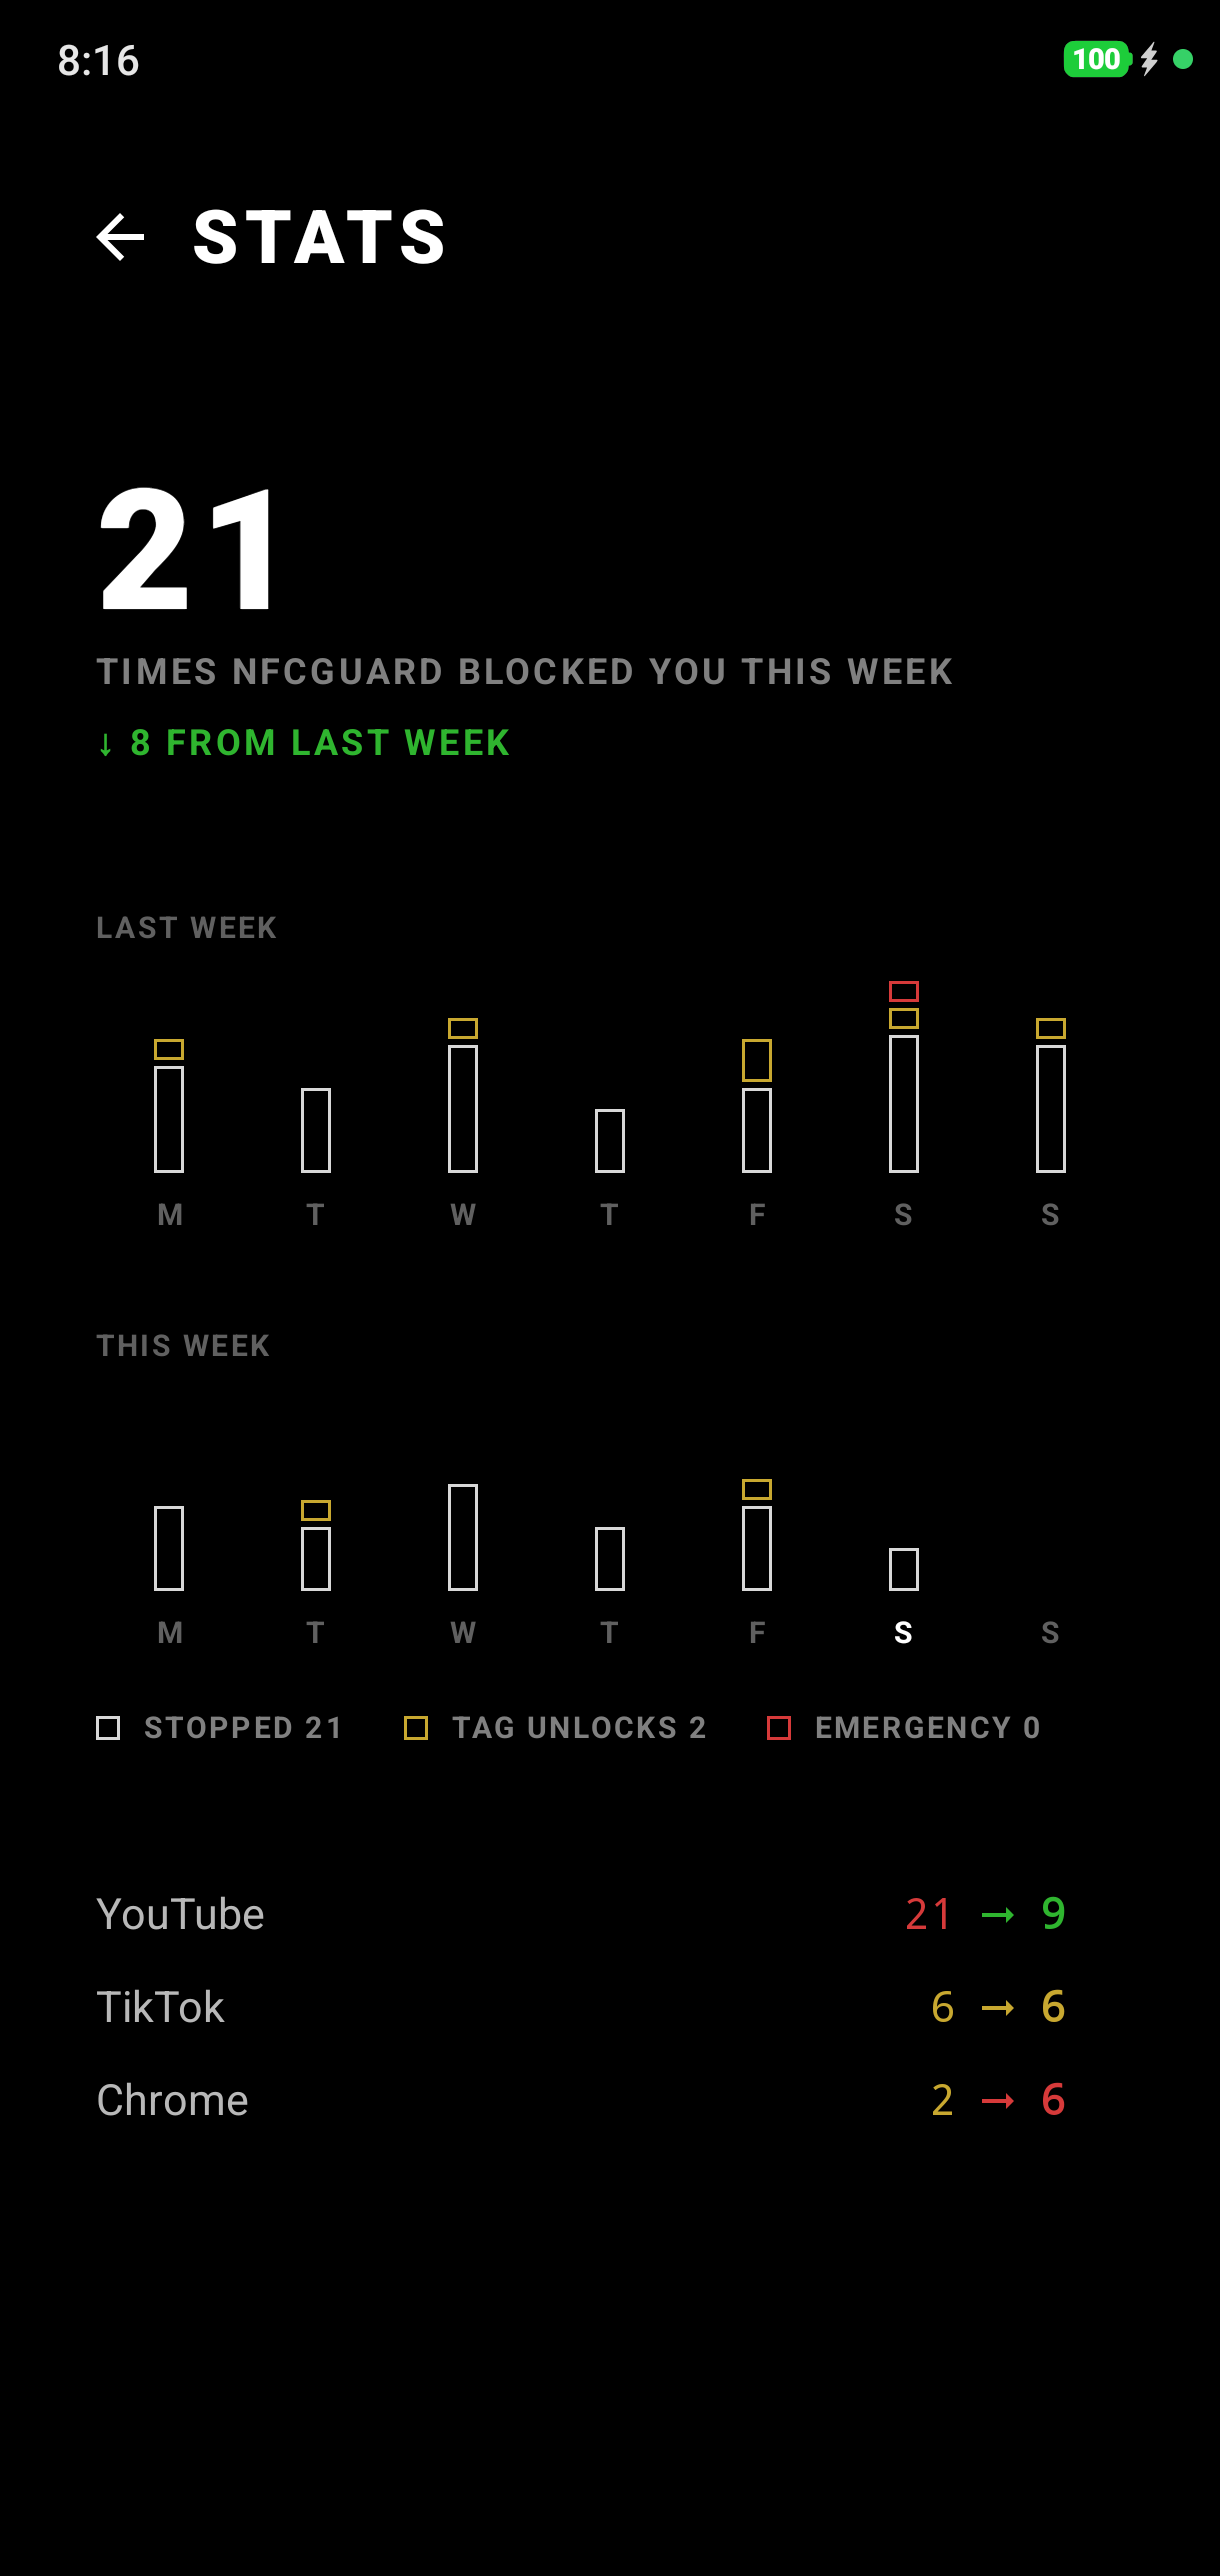 8:16 100
STATS
21
TIMES NFCGUARD BLOCKED YOU THIS WEEK
↓ 8 FROM LAST WEEK
LAST WEEK
M T W T F S S
THIS WEEK
M T W T F S S
STOPPED 21 TAG UNLOCKS 2 EMERGENCY 0
YouTube 21 → 9
TikTok 6 → 6
Chrome 2 → 6